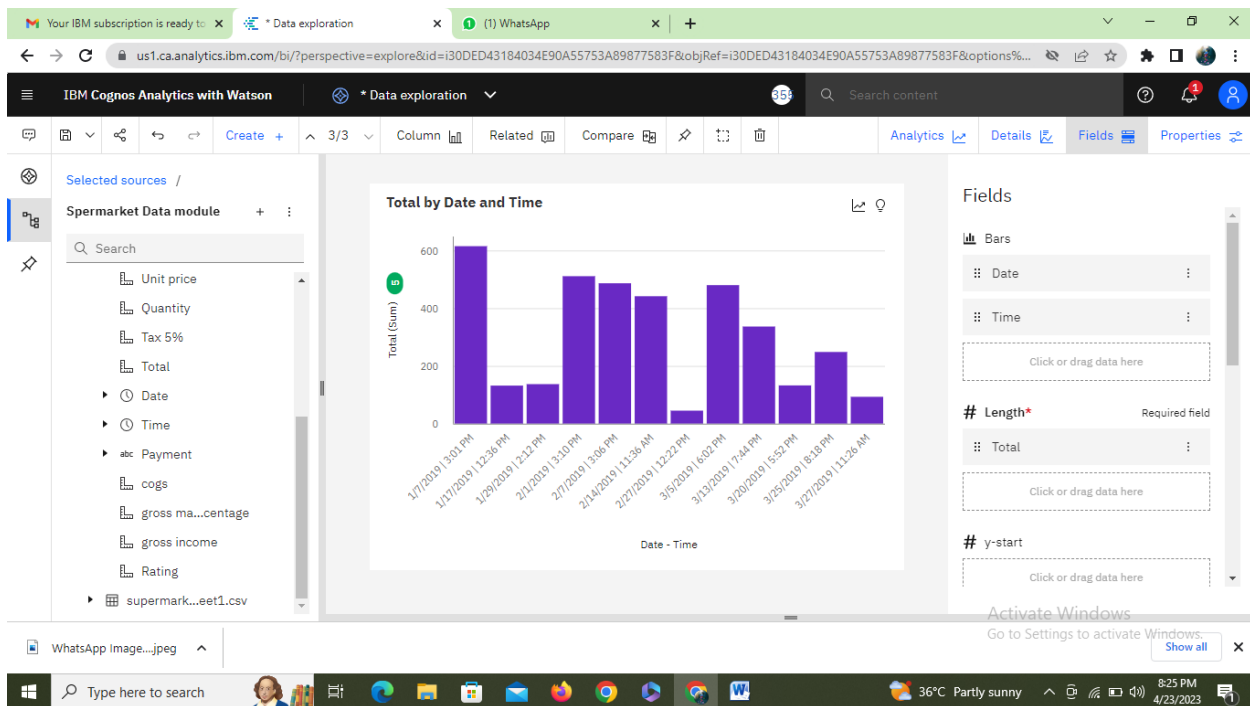 Your IBM subscription is ready to
* Data exploration
(1) WhatsApp
us1.ca.analytics.ibm.com/bi/?perspective=explore&id=i30DED43184034E90A55753A89877583F&objRef=i30DED43184034E90A55753A89877583F&options%...
IBM Cognos Analytics with Watson
* Data exploration
Search content
1
Create +
3/3
Column
Related
Compare
Analytics
Details
Fields
Properties
Selected sources /
Spermarket Data module
Search
Unit price
Quantity
Tax 5%
Total
Date
Time
abc Payment
cogs
gross ma...centage
gross income
Rating
supermark...eet1.csv
Total by Date and Time
Total (Sum)
5
600
400
200
0
1/7/2019 | 3:01 PM
1/17/2019 | 12:36 PM
1/29/2019 | 2:12 PM
2/1/2019 | 3:10 PM
2/7/2019 | 3:06 PM
2/14/2019 | 11:36 AM
2/27/2019 | 12:22 PM
3/5/2019 | 6:02 PM
3/13/2019 | 7:44 PM
3/20/2019 | 5:52 PM
3/25/2019 | 8:18 PM
3/27/2019 | 11:26 AM
Date - Time
Fields
Bars
Date
Time
Click or drag data here
# Length* Required field
Total
Click or drag data here
# y-start
Click or drag data here
Activate Windows
Go to Settings to activate Windows.
WhatsApp Image....jpeg
Show all
Type here to search
36°C Partly sunny
8:25 PM
4/23/2023